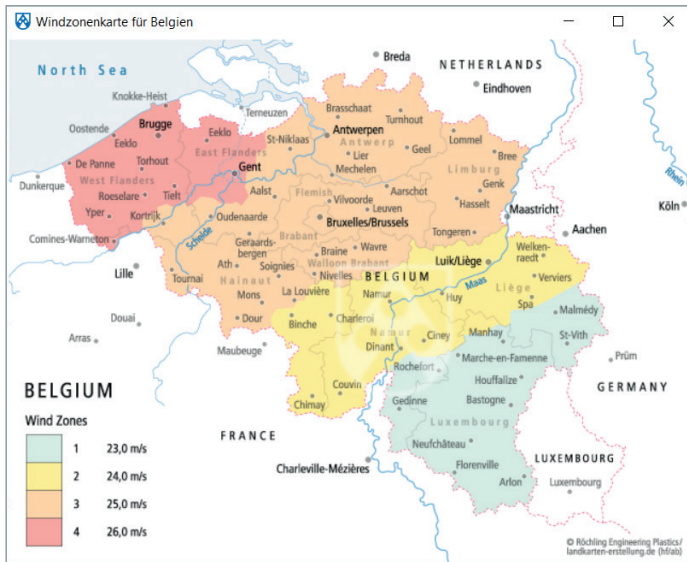 Windzonenkarte für Belgien
North Sea
Breda
NETHERLANDS
Eindhoven
Knokke-Heist
Terneuzen
Oostende
Brugge
Eeklo
Eeklo
East Flanders
Brasschaat
Turnhout
St-Niklaas
Antwerpen
Antwerp
Lommel
Bree
De Panne
Torhout
Gent
Lier
Geel
Mechelen
Limburg
Genk
Rhein
Dunkerque
West Flanders
Roeselare
Tielt
Aalst
Flemish
Vilvoorde
Aarschot
Hasselt
Köln
Yper
Kortrijk
Oudenaarde
Leuven
Maastricht
Comines-Warneton
Schelde
Geraards-
bergen
Bruxelles/Brussels
Brabant
Tongeren
Aachen
Lille
Ath
Soignies
Braine
Wavre
Walloon Brabant
Luik/Liège
Welken-
raedt
Tournai
Hainaut
Nivelles
BELGIUM
Maas
Liège
Verviers
Mons
La Louvière
Namur
Huy
Spa
Malmédy
Douai
Dour
Binche
Charleroi
Namur
Ciney
Manhay
St-Vith
Arras
Maubeuge
Dinant
Marche-en-Famenne
Prüm
Rochefort
Houffalize
BELGIUM
Couvin
Chimay
Gedinne
Bastogne
GERMANY
Wind Zones
Luxembourg
1 23,0 m/s
2 24,0 m/s
3 25,0 m/s
4 26,0 m/s
FRANCE
Neufchâteau
Charleville-Mézières
Florenville
Arlon
LUXEMBOURG
Luxembourg
© Röchling Engineering Plastics/
landkarten-erstellung.de (hf/ab)